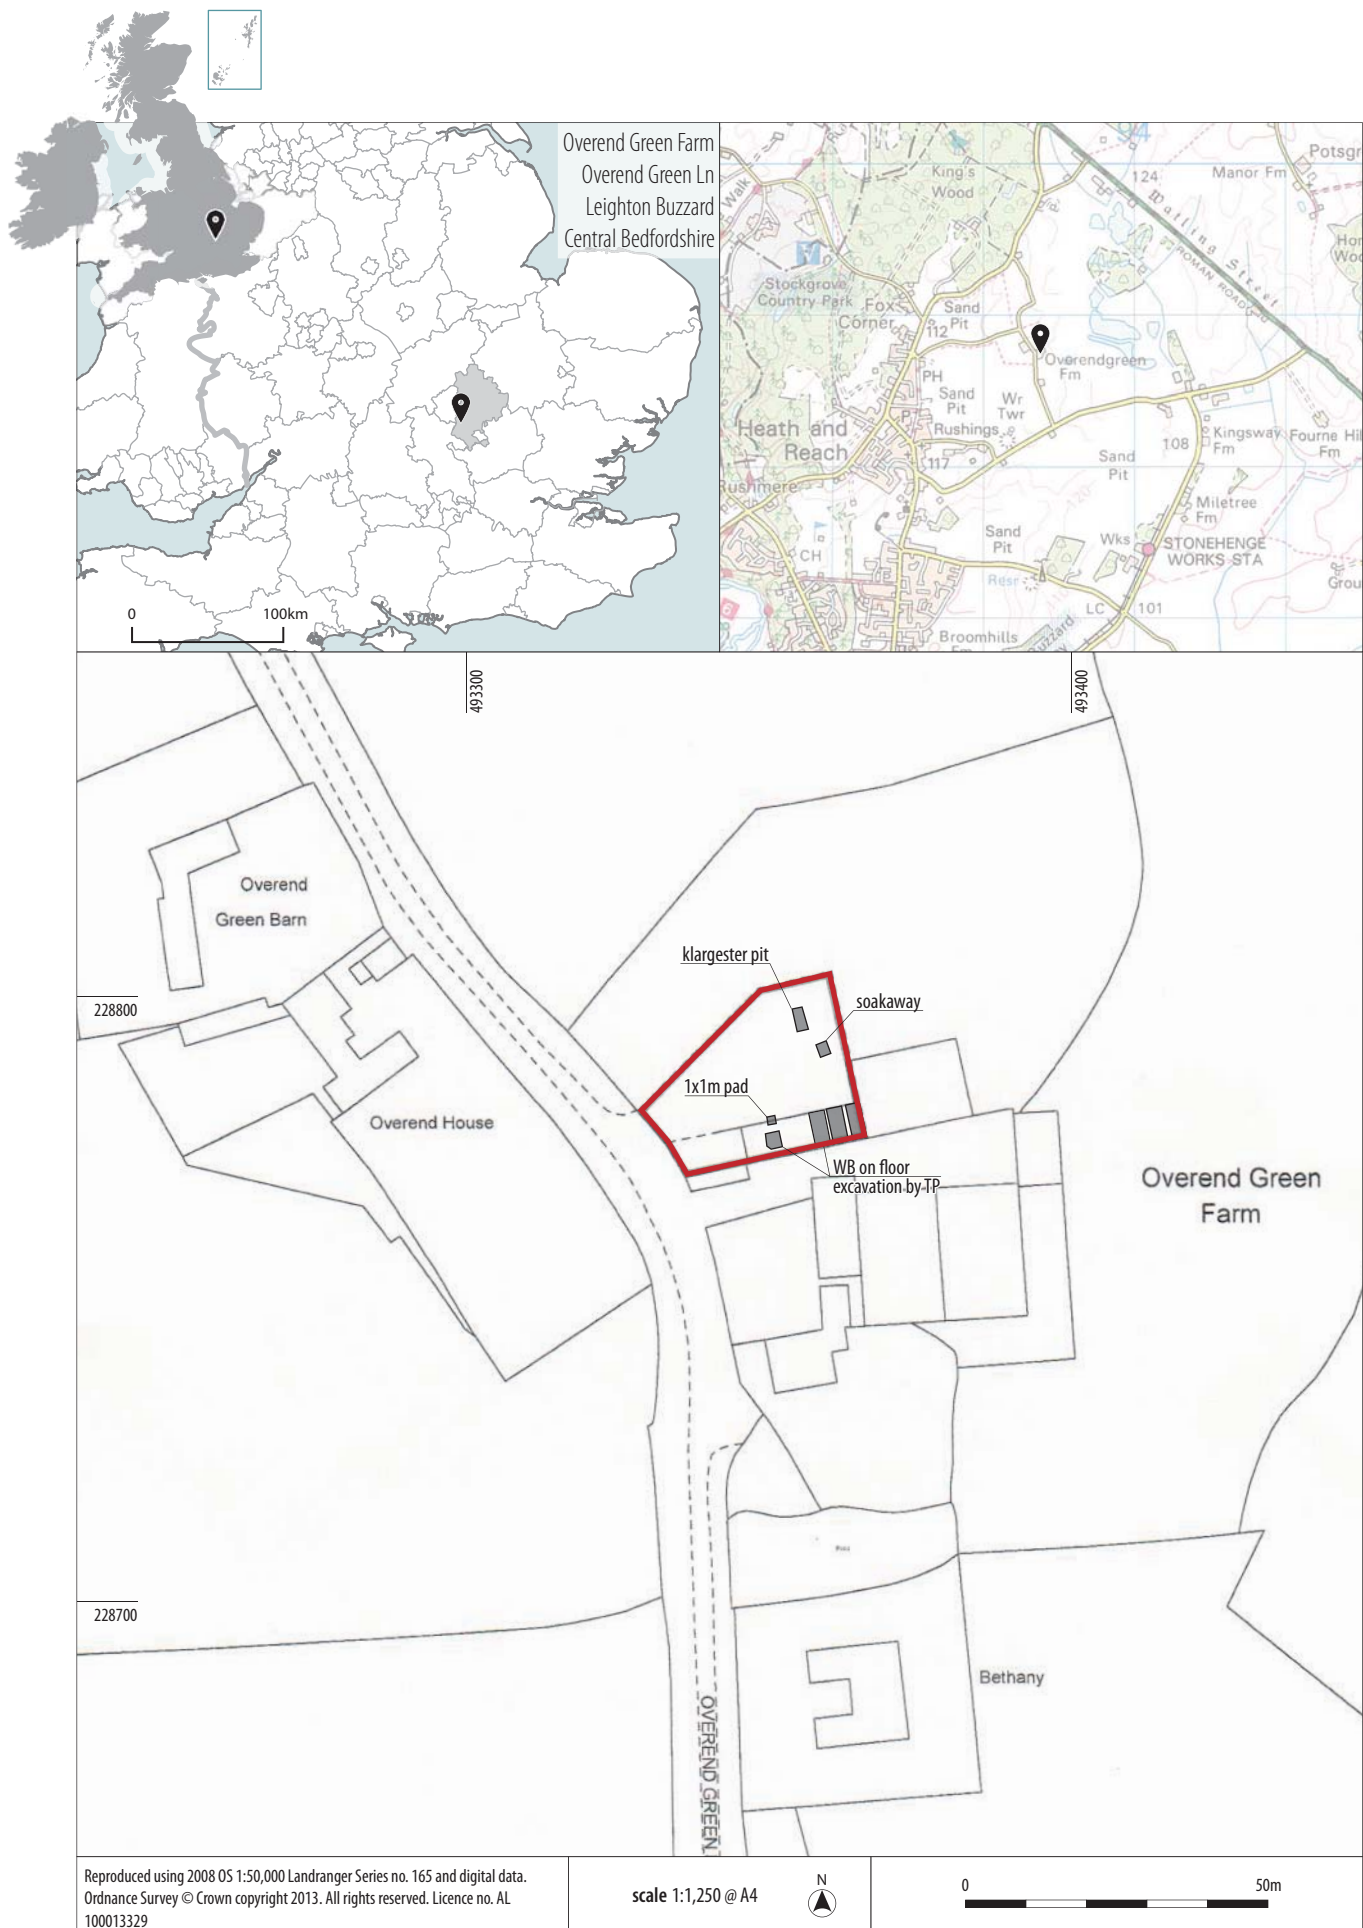 Overend Green Farm
Overend Green Ln
Leighton Buzzard
Central Bedfordshire
0 100km
Walk
King's
Wood
124
Manor Fm
Watling Street
ROMAN ROAD
Stockgrove
Country Park
Fox
Corner
Sand
Pit
112
Overendgreen
Fm
PH
Sand
Pit
Wr
Twr
P
Rushings
Heath and
Reach
117
108
Kingsway
Fm
Sand
Pit
Rushmere
Miletree
Fm
Sand
Pit
Wks
STONEHENGE
WORKS STA
CH
Resr
LC
101
Broomhills
493300
493400
Overend
Green Barn
228800
klargester pit
soakaway
1x1m pad
Overend House
WB on floor
excavation by TP
Overend Green
Farm
228700
Bethany
OVEREND GREEN
Reproduced using 2008 OS 1:50,000 Landranger Series no. 165 and digital data.
Ordnance Survey © Crown copyright 2013. All rights reserved. Licence no. AL
100013329
scale 1:1,250 @ A4
N
0 50m